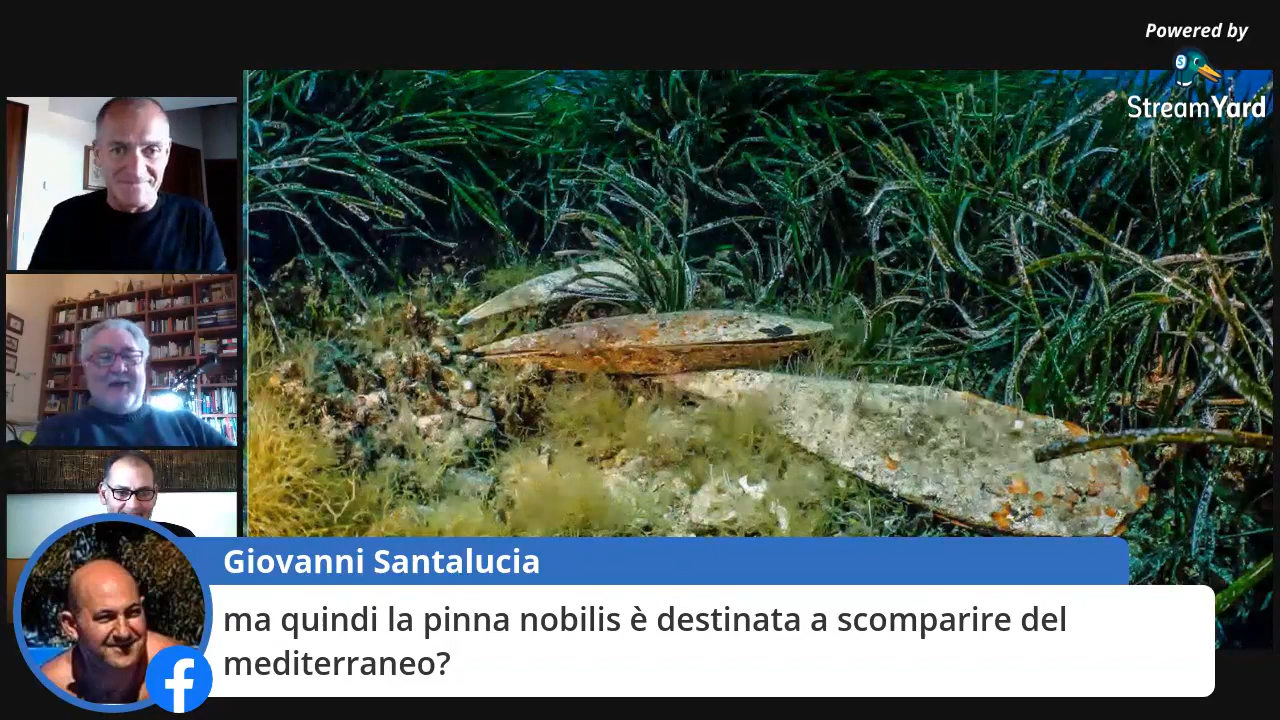 Powered by
StreamYard
Giovanni Santalucia
ma quindi la pinna nobilis è destinata a scomparire del
mediterraneo?